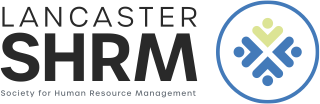 LANCASTER
SHRM
Society for Human Resource Management